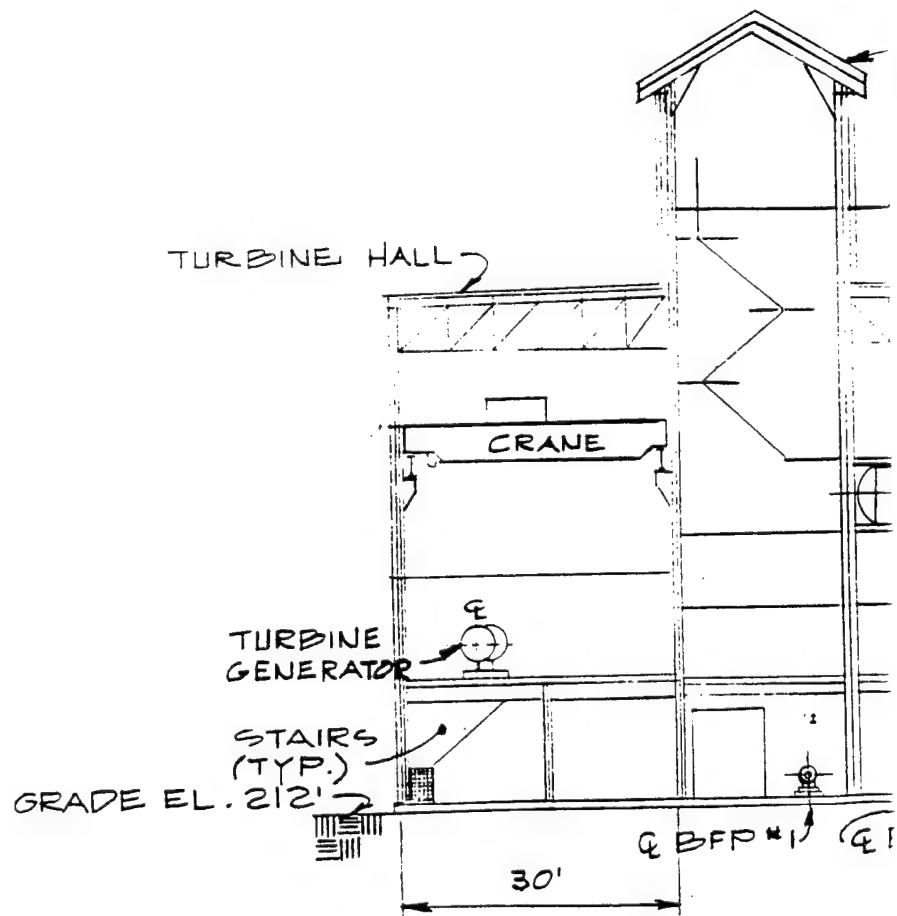 TURBINE HALL
CRANE
℄
TURBINE
GENERATOR
STAIRS
(TYP.)
GRADE EL. 212'
℄ BFP #1
℄
30'